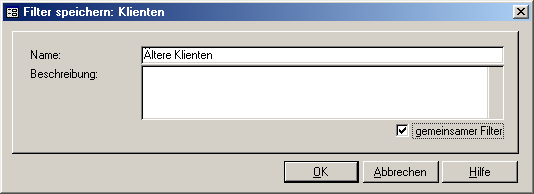 Filter speichern: Klienten
Name:
Ältere Klienten
Beschreibung:
gemeinsamer Filter
OK
Abbrechen
Hilfe